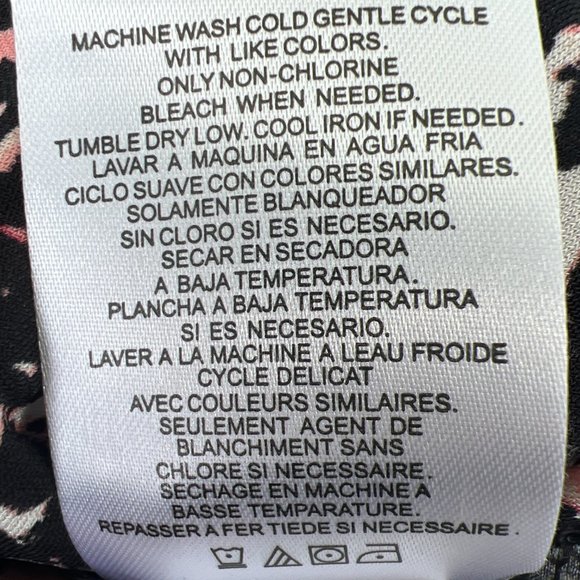 MACHINE WASH COLD GENTLE CYCLE
WITH LIKE COLORS.
ONLY NON-CHLORINE
BLEACH WHEN NEEDED.
TUMBLE DRY LOW. COOL IRON IF NEEDED.
LAVAR A MAQUINA EN AGUA FRIA
CICLO SUAVE CON COLORES SIMILARES.
SOLAMENTE BLANQUEADOR
SIN CLORO SI ES NECESARIO.
SECAR EN SECADORA
A BAJA TEMPERATURA.
PLANCHA A BAJA TEMPERATURA
SI ES NECESARIO.
LAVER A LA MACHINE A LEAU FROIDE
CYCLE DELICAT
AVEC COULEURS SIMILAIRES.
SEULEMENT AGENT DE
BLANCHIMENT SANS
CHLORE SI NECESSAIRE.
SECHAGE EN MACHINE A
BASSE TEMPARATURE.
REPASSER A FER TIEDE SI NECESSAIRE.